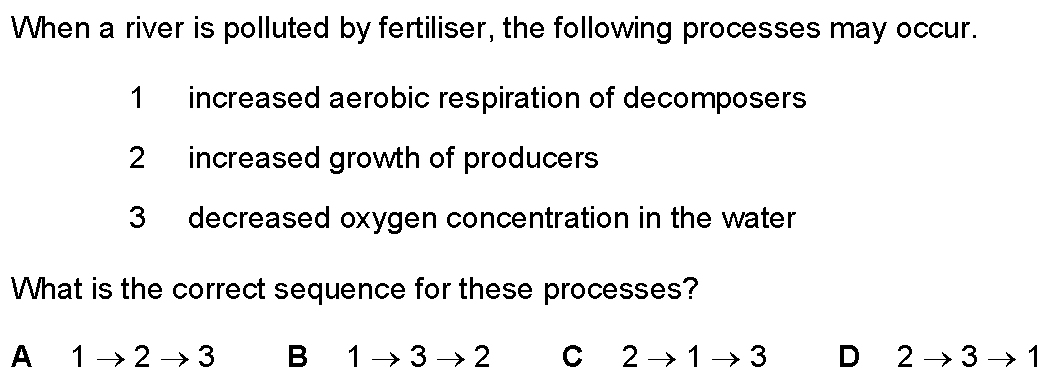 When a river is polluted by fertiliser, the following processes may occur.
1 increased aerobic respiration of decomposers
2 increased growth of producers
3 decreased oxygen concentration in the water
What is the correct sequence for these processes?
A 1 → 2 → 3 B 1 → 3 → 2 C 2 → 1 → 3 D 2 → 3 → 1